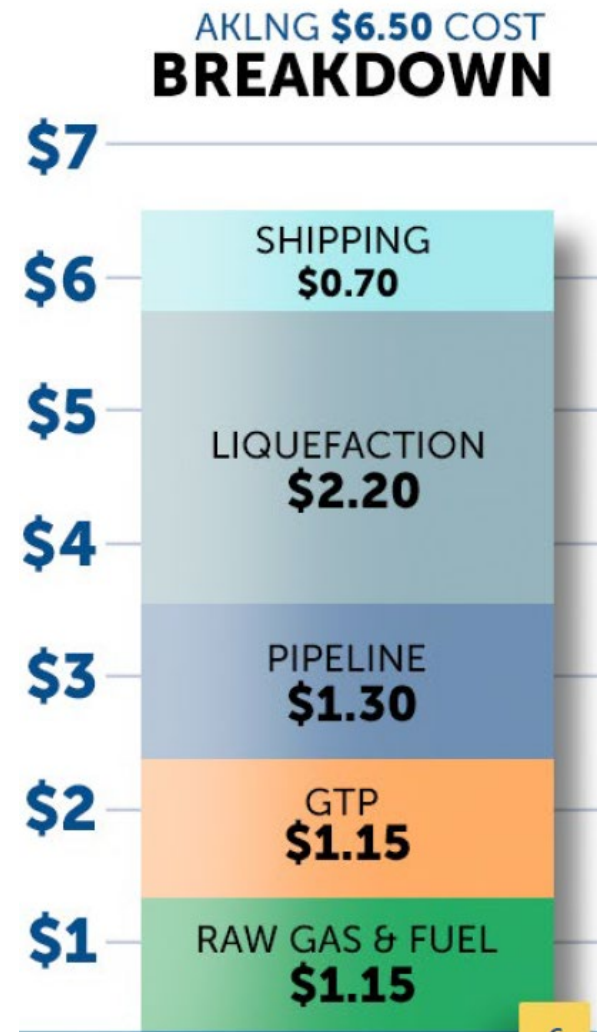 AKLNG $6.50 COST
BREAKDOWN
$7
$6
$5
$4
$3
$2
$1
SHIPPING
$0.70
LIQUEFACTION
$2.20
PIPELINE
$1.30
GTP
$1.15
RAW GAS & FUEL
$1.15